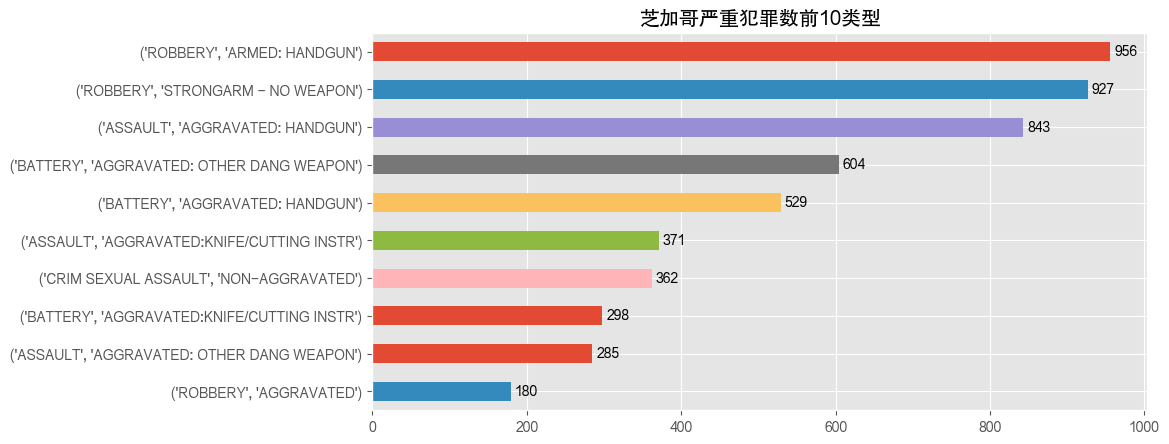 芝加哥严重犯罪数前10类型
('ROBBERY', 'ARMED: HANDGUN')
956
('ROBBERY', 'STRONGARM - NO WEAPON')
927
('ASSAULT', 'AGGRAVATED: HANDGUN')
843
('BATTERY', 'AGGRAVATED: OTHER DANG WEAPON')
604
('BATTERY', 'AGGRAVATED: HANDGUN')
529
('ASSAULT', 'AGGRAVATED:KNIFE/CUTTING INSTR')
371
('CRIM SEXUAL ASSAULT', 'NON-AGGRAVATED')
362
('BATTERY', 'AGGRAVATED:KNIFE/CUTTING INSTR')
298
('ASSAULT', 'AGGRAVATED: OTHER DANG WEAPON')
285
('ROBBERY', 'AGGRAVATED')
180
0 200 400 600 800 1000